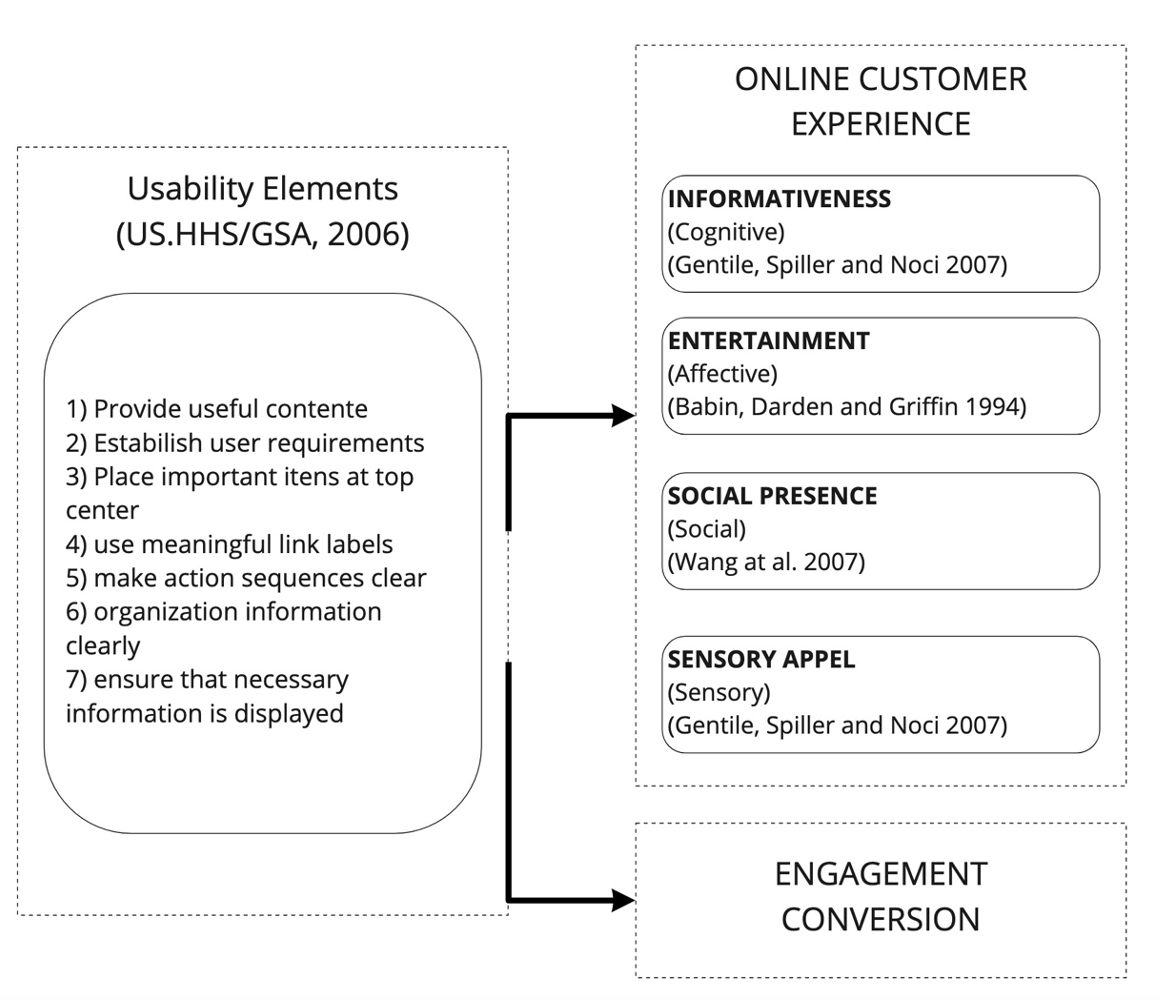 Usability Elements
(US.HHS/GSA, 2006)
1) Provide useful contente
2) Estabilish user requirements
3) Place important itens at top
center
4) use meaningful link labels
5) make action sequences clear
6) organization information
clearly
7) ensure that necessary
information is displayed
ONLINE CUSTOMER
EXPERIENCE
INFORMATIVENESS
(Cognitive)
(Gentile, Spiller and Noci 2007)
ENTERTAINMENT
(Affective)
(Babin, Darden and Griffin 1994)
SOCIAL PRESENCE
(Social)
(Wang at al. 2007)
SENSORY APPEL
(Sensory)
(Gentile, Spiller and Noci 2007)
ENGAGEMENT
CONVERSION